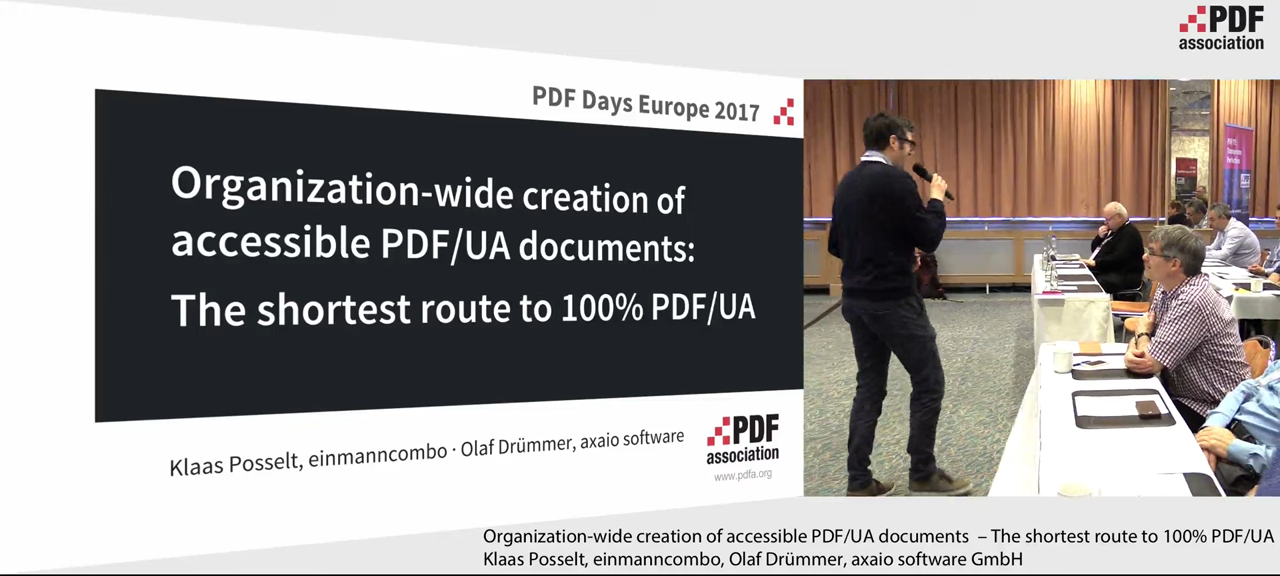 PDF
association
PDF Days Europe 2017
Organization-wide creation of
accessible PDF/UA documents:
The shortest route to 100% PDF/UA
Klaas Posselt, einmanncombo · Olaf Drümmer, axaio software
PDF
association
www.pdfa.org
PDF
Organization-wide creation of accessible PDF/UA documents – The shortest route to 100% PDF/UA
Klaas Posselt, einmanncombo, Olaf Drümmer, axaio software GmbH